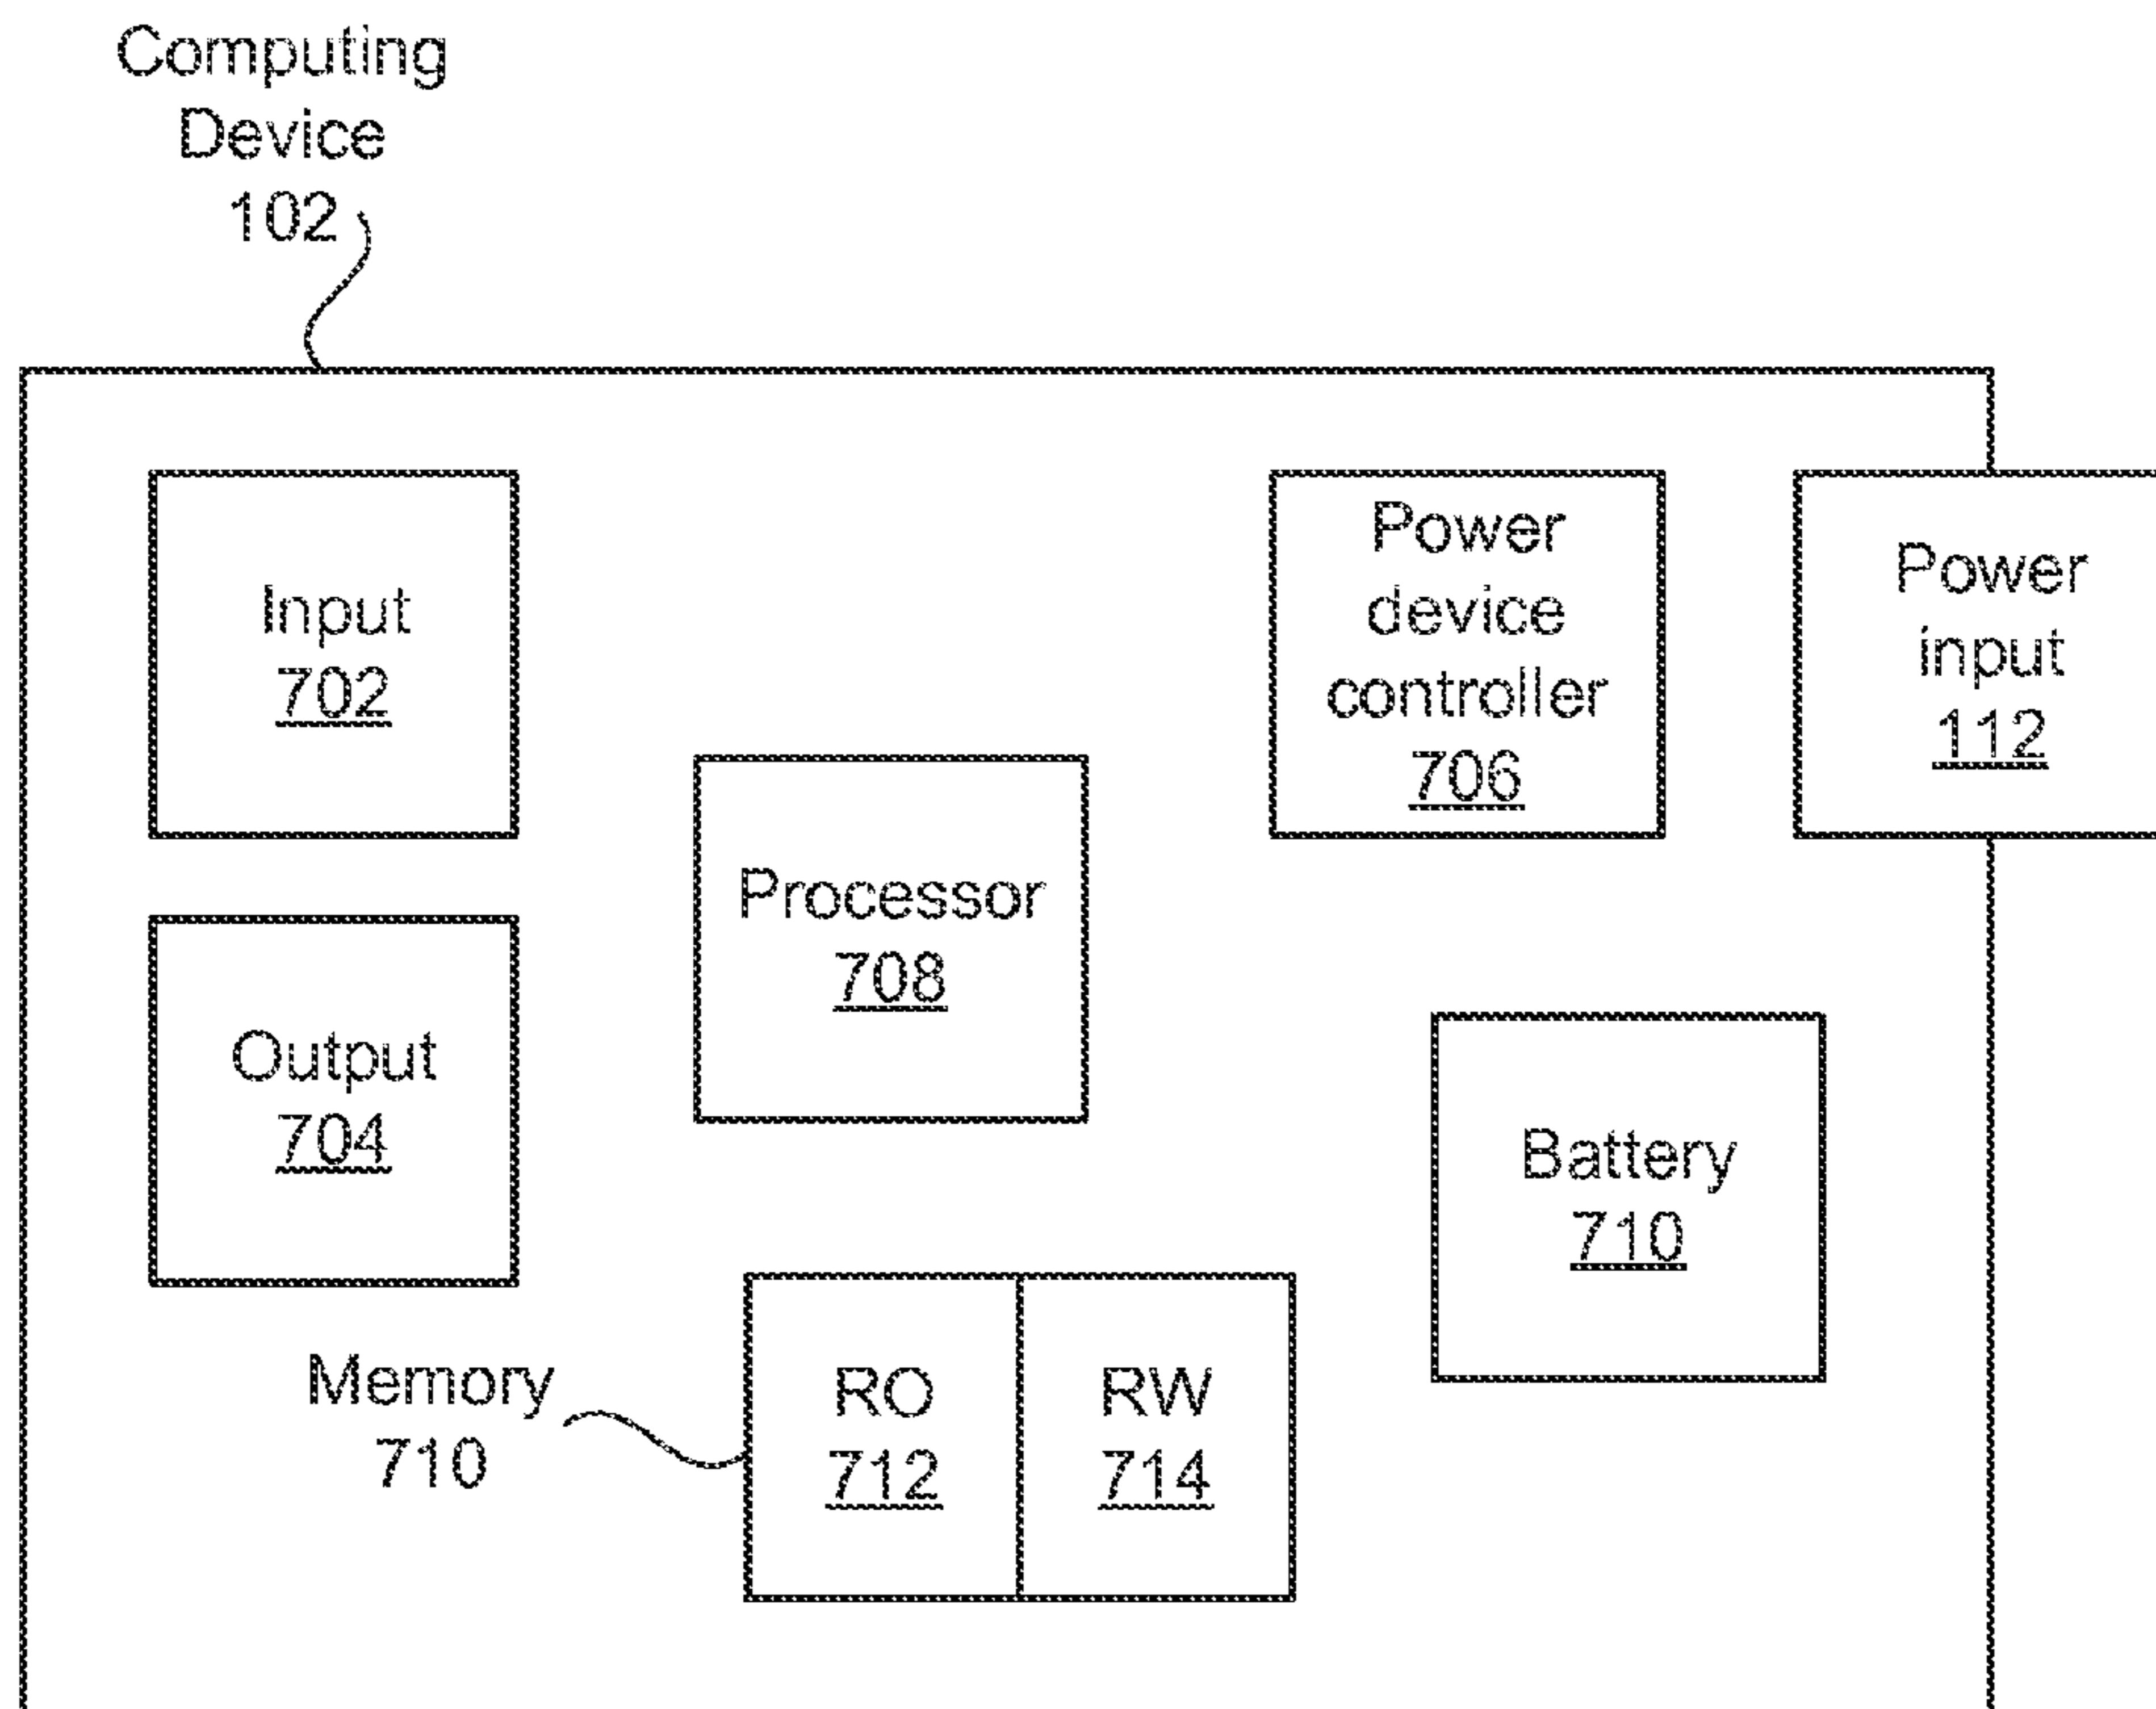 Computing
Device
102
Input
702
Power
device
controller
706
Power
input
112
Processor
708
Output
704
Battery
710
Memory
710
RO
712
RW
714